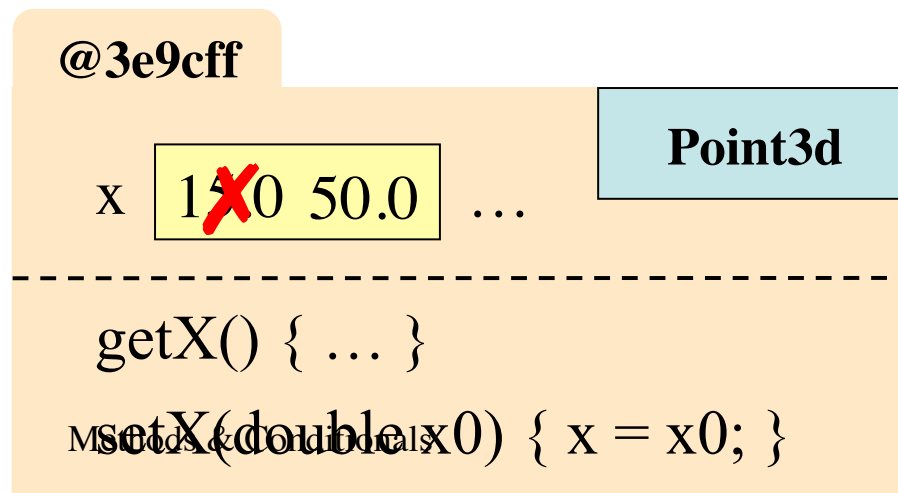 @3e9cff
Point3d
x 15.0 50.0 …
getX() { … }
setX(double x0) { x = x0; }
Methods & Conditionals